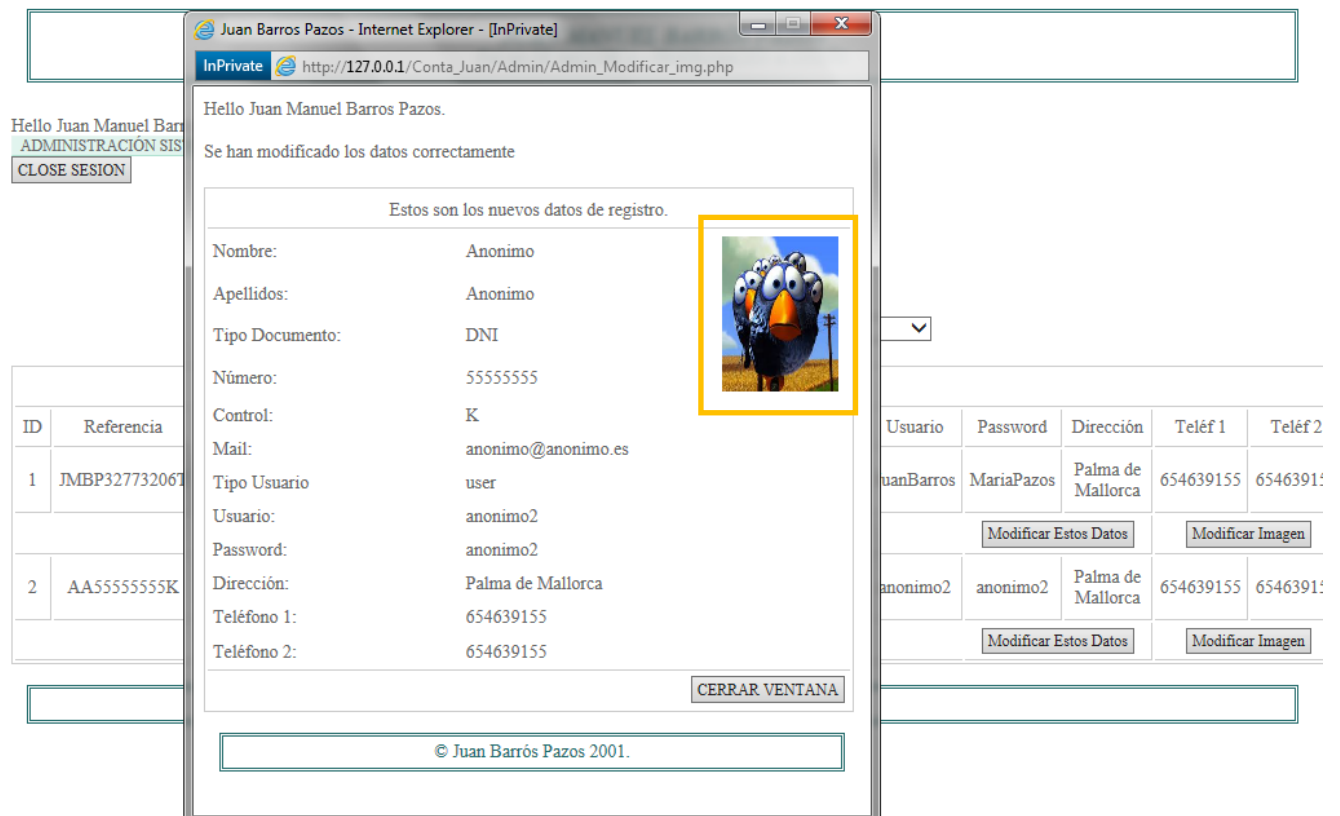 Juan Barros Pazos - Internet Explorer - [InPrivate]
InPrivate http://127.0.0.1/Conta_Juan/Admin/Admin_Modificar_img.php
Hello Juan Manuel Barros Pazos.
Se han modificado los datos correctamente
Estos son los nuevos datos de registro.
Nombre: Anonimo
Apellidos: Anonimo
Tipo Documento: DNI
Número: 55555555
Control: K
Mail: anonimo@anonimo.es
Tipo Usuario user
Usuario: anonimo2
Password: anonimo2
Dirección: Palma de Mallorca
Teléfono 1: 654639155
Teléfono 2: 654639155
CERRAR VENTANA
© Juan Barrós Pazos 2001.
Hello Juan Manuel Barr
ADMINISTRACIÓN SIS
CLOSE SESION
ID Referencia Usuario Password Dirección Teléf 1 Teléf 2
1 JMBP32773206T uanBarros MariaPazos Palma de Mallorca 654639155 65463915
Modificar Estos Datos Modificar Imagen
2 AA55555555K anonimo2 anonimo2 Palma de Mallorca 654639155 65463915
Modificar Estos Datos Modificar Imagen